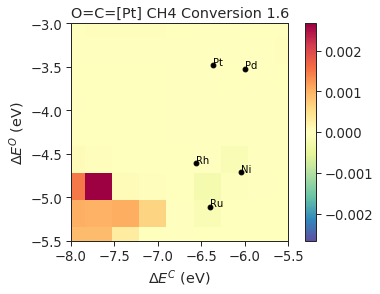 O=C=[Pt] CH4 Conversion 1.6
−3.0
−3.5
−4.0
−4.5
−5.0
−5.5
ΔE^O (eV)
Pt
Pd
Rh
Ni
Ru
−8.0 −7.5 −7.0 −6.5 −6.0 −5.5
ΔE^C (eV)
0.002
0.001
0.000
−0.001
−0.002